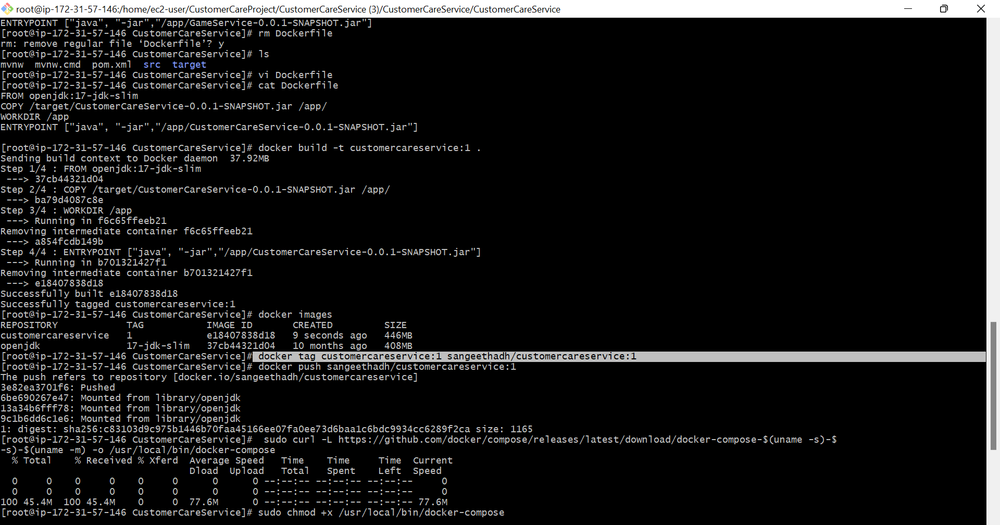 root@ip-172-31-57-146:/home/ec2-user/CustomerCareProject/CustomerCareService (3)/CustomerCareService/CustomerCareService
ENTRYPOINT ["java", "-jar","/app/GameService-0.0.1-SNAPSHOT.jar"]
[root@ip-172-31-57-146 CustomerCareService]# rm Dockerfile
rm: remove regular file ‘Dockerfile’? y
[root@ip-172-31-57-146 CustomerCareService]# ls
mvnw  mvnw.cmd  pom.xml  src  target
[root@ip-172-31-57-146 CustomerCareService]# vi Dockerfile
[root@ip-172-31-57-146 CustomerCareService]# cat Dockerfile
FROM openjdk:17-jdk-slim
COPY /target/CustomerCareService-0.0.1-SNAPSHOT.jar /app/
WORKDIR /app
ENTRYPOINT ["java", "-jar","/app/CustomerCareService-0.0.1-SNAPSHOT.jar"]
[root@ip-172-31-57-146 CustomerCareService]# docker build -t customercareservice:1 .
Sending build context to Docker daemon  37.92MB
Step 1/4 : FROM openjdk:17-jdk-slim
 ---> 37cb44321d04
Step 2/4 : COPY /target/CustomerCareService-0.0.1-SNAPSHOT.jar /app/
 ---> ba79d4087c8e
Step 3/4 : WORKDIR /app
 ---> Running in f6c65ffeeb21
Removing intermediate container f6c65ffeeb21
 ---> a854fcdb149b
Step 4/4 : ENTRYPOINT ["java", "-jar","/app/CustomerCareService-0.0.1-SNAPSHOT.jar"]
 ---> Running in b701321427f1
Removing intermediate container b701321427f1
 ---> e18407838d18
Successfully built e18407838d18
Successfully tagged customercareservice:1
[root@ip-172-31-57-146 CustomerCareService]# docker images
REPOSITORY            TAG           IMAGE ID       CREATED         SIZE
customercareservice   1             e18407838d18   9 seconds ago   446MB
openjdk               17-jdk-slim   37cb44321d04   10 months ago   408MB
[root@ip-172-31-57-146 CustomerCareService]# docker tag customercareservice:1 sangeethadh/customercareservice:1
[root@ip-172-31-57-146 CustomerCareService]# docker push sangeethadh/customercareservice:1
The push refers to repository [docker.io/sangeethadh/customercareservice]
3e82ea3701f6: Pushed
6be690267e47: Mounted from library/openjdk
13a34b6fff78: Mounted from library/openjdk
9c1b6dd6c1e6: Mounted from library/openjdk
1: digest: sha256:c83103d9c975b1446b70faa45166ee07fa0ee73d6baa1c6bdc9934cc6289f2ca size: 1165
[root@ip-172-31-57-146 CustomerCareService]#  sudo curl -L https://github.com/docker/compose/releases/latest/download/docker-compose-$(uname -s)-$
-s)-$(uname -m) -o /usr/local/bin/docker-compose
  % Total    % Received % Xferd  Average Speed   Time    Time     Time  Current
                                 Dload  Upload   Total   Spent    Left  Speed
  0     0    0     0    0     0      0      0 --:--:-- --:--:-- --:--:--     0
  0     0    0     0    0     0      0      0 --:--:-- --:--:-- --:--:--     0
100 45.4M  100 45.4M    0     0  77.6M      0 --:--:-- --:--:-- --:--:-- 77.6M
[root@ip-172-31-57-146 CustomerCareService]# sudo chmod +x /usr/local/bin/docker-compose